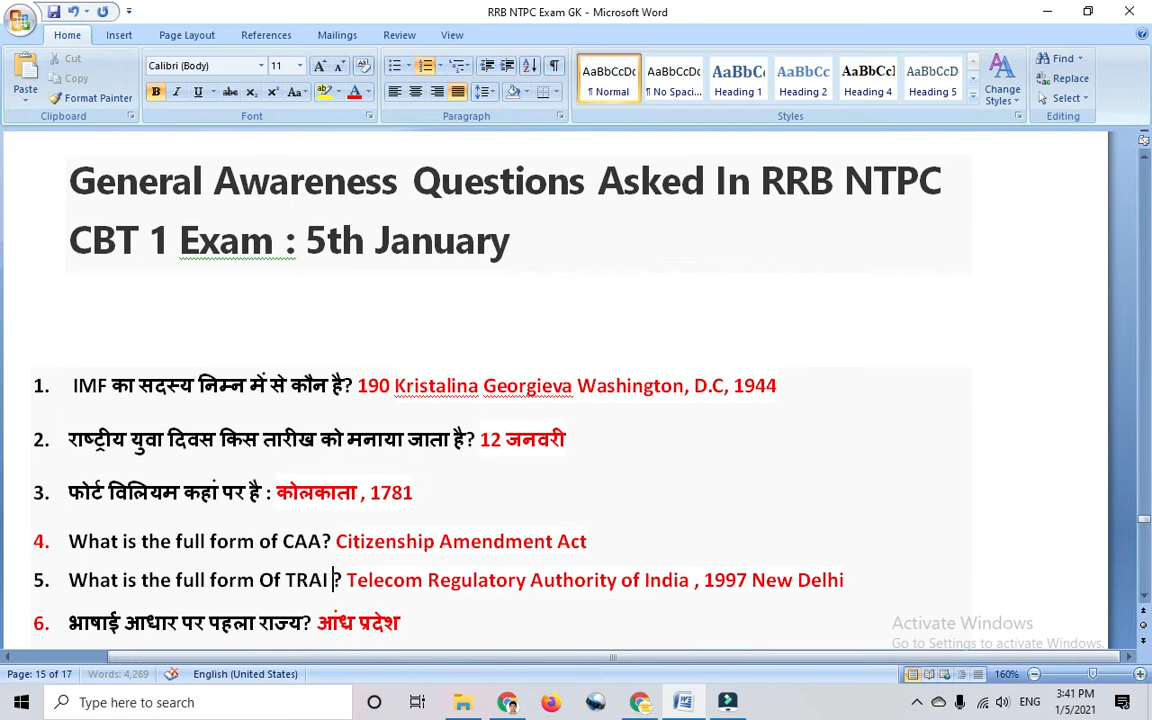 RRB NTPC Exam GK - Microsoft Word
Home Insert Page Layout References Mailings Review View
Paste
Cut
Copy
Format Painter
Clipboard
Calibri (Body) 11
B I U abc X₂ X² Aa
Font
Paragraph
AaBbCcDc AaBbCcDc AaBbC AaBbCc AaBbCcI AaBbCcD
¶ Normal ¶ No Spaci... Heading 1 Heading 2 Heading 4 Heading 5
Styles
Change Styles
Find
Replace
Select
Editing
General Awareness Questions Asked In RRB NTPC
CBT 1 Exam : 5th January
1. IMF का सदस्य निम्न में से कौन है? 190 Kristalina Georgieva Washington, D.C, 1944
2. राष्ट्रीय युवा दिवस किस तारीख को मनाया जाता है? 12 जनवरी
3. फोर्ट विलियम कहां पर है : कोलकाता , 1781
4. What is the full form of CAA? Citizenship Amendment Act
5. What is the full form Of TRAI ? Telecom Regulatory Authority of India , 1997 New Delhi
6. भाषाई आधार पर पहला राज्य? आंध प्रदेश
Activate Windows
Go to Settings to activate Windows.
Page: 15 of 17 Words: 4,269 English (United States) 160%
Type here to search
ENG
3:41 PM
1/5/2021